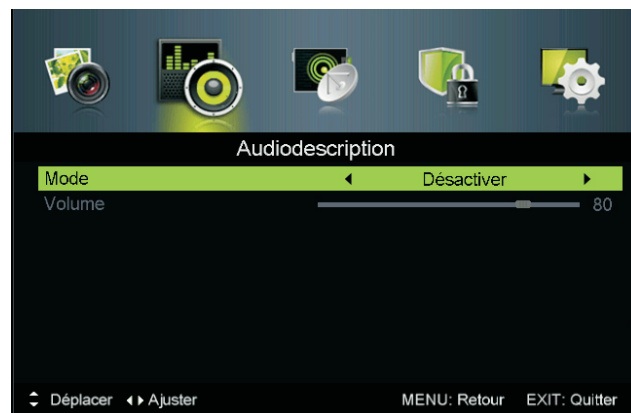 Audiodescription
Mode Désactiver
Volume 80
Déplacer Ajuster MENU: Retour EXIT: Quitter